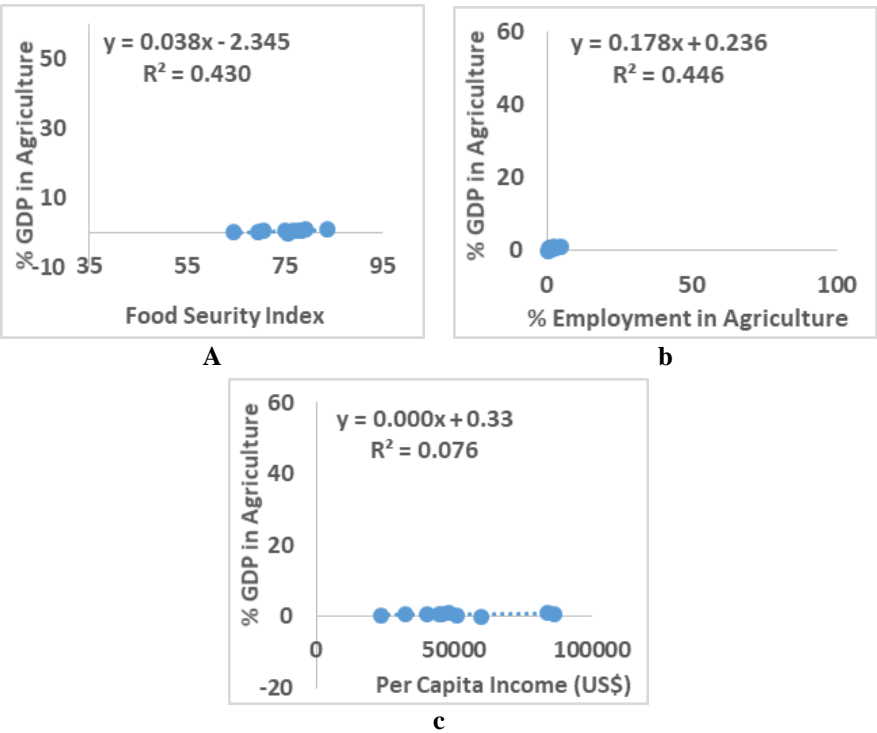 y = 0.038x - 2.345
R² = 0.430
% GDP in Agriculture
50
30
10
-10
35
55
75
95
Food Seurity Index
A
y = 0.178x + 0.236
R² = 0.446
% GDP in Agriculture
60
40
20
0
0
50
100
% Employment in Agriculture
b
y = 0.000x + 0.33
R² = 0.076
% GDP in Agriculture
60
40
20
0
-20
0
50000
100000
Per Capita Income (US$)
c